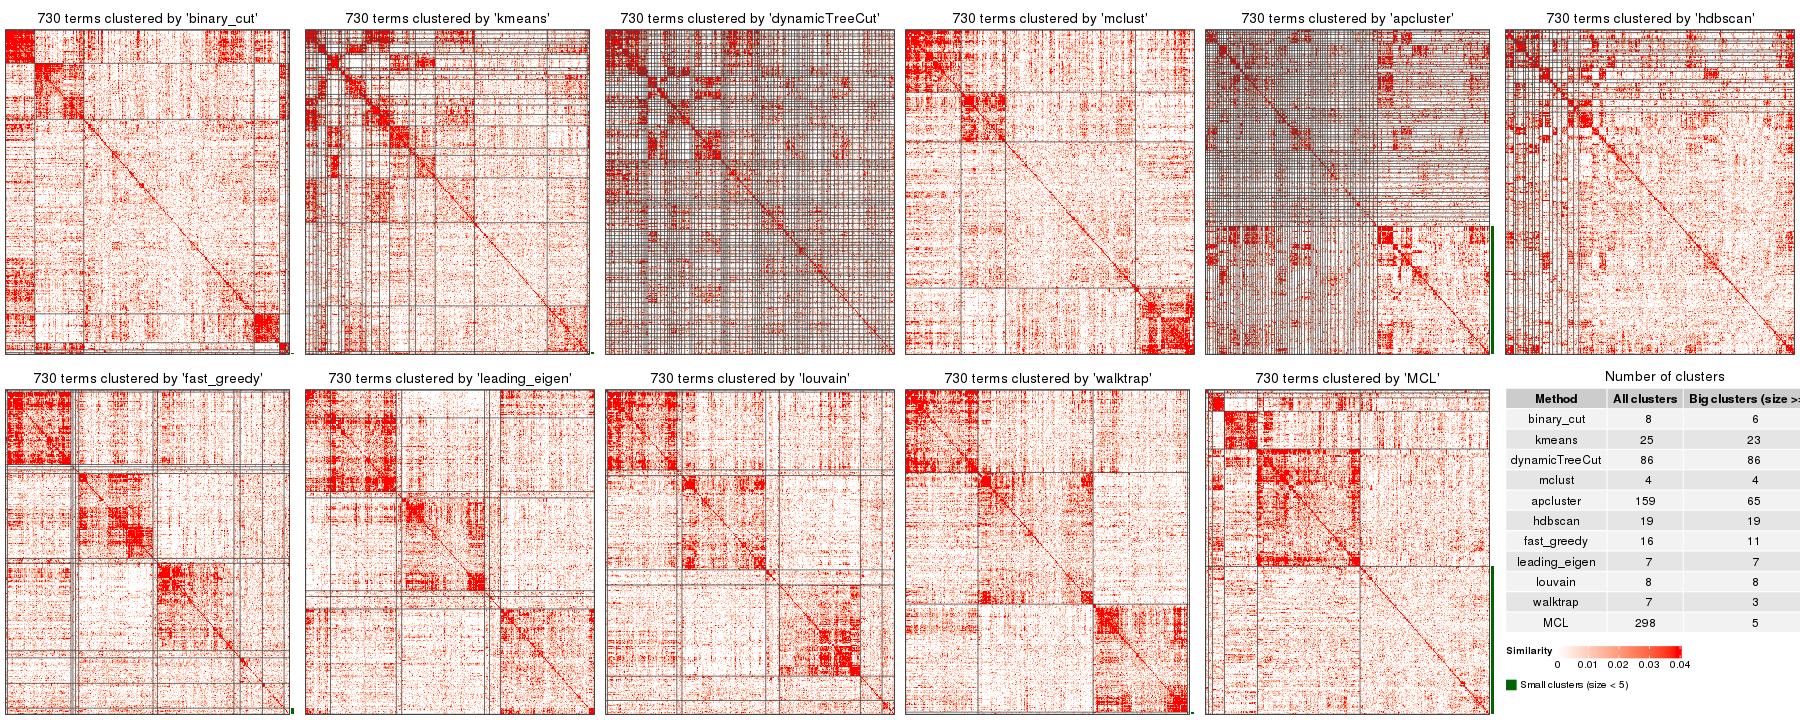 730 terms clustered by 'binary_cut'
730 terms clustered by 'kmeans'
730 terms clustered by 'dynamicTreeCut'
730 terms clustered by 'mclust'
730 terms clustered by 'apcluster'
730 terms clustered by 'hdbscan'
730 terms clustered by 'fast_greedy'
730 terms clustered by 'leading_eigen'
730 terms clustered by 'louvain'
730 terms clustered by 'walktrap'
730 terms clustered by 'MCL'
Number of clusters
Method All clusters Big clusters (size >
binary_cut 8 6
kmeans 25 23
dynamicTreeCut 86 86
mclust 4 4
apcluster 159 65
hdbscan 19 19
fast_greedy 16 11
leading_eigen 7 7
louvain 8 8
walktrap 7 3
MCL 298 5
Similarity
0 0.01 0.02 0.03 0.04
Small clusters (size < 5)